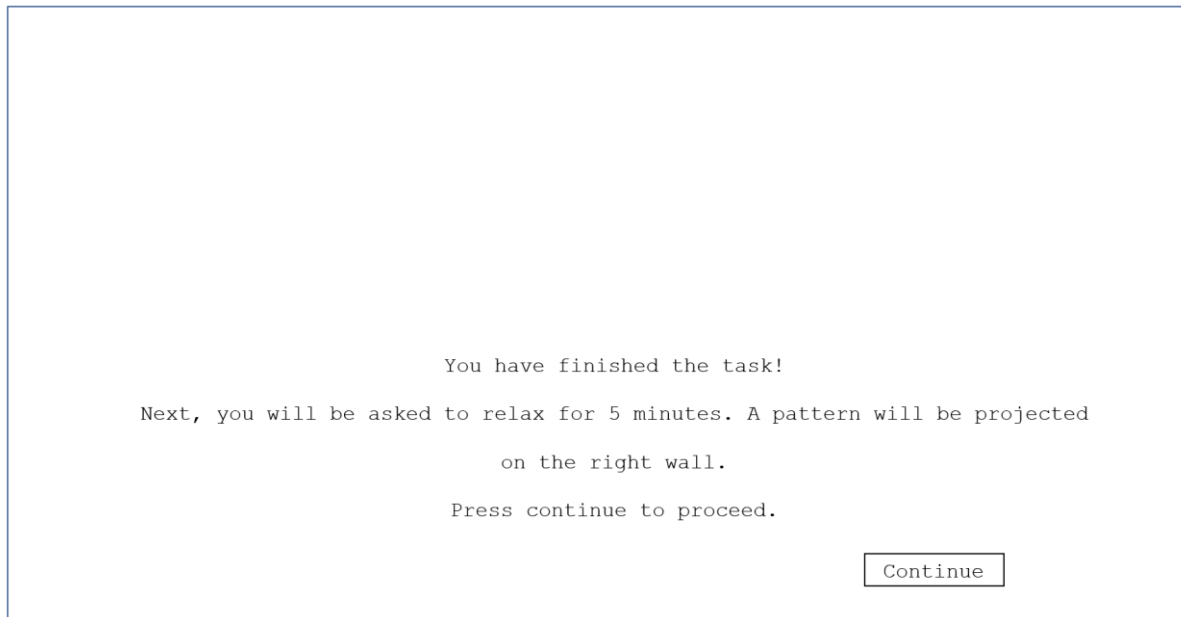 You have finished the task!
Next, you will be asked to relax for 5 minutes. A pattern will be projected
on the right wall.
Press continue to proceed.
Continue